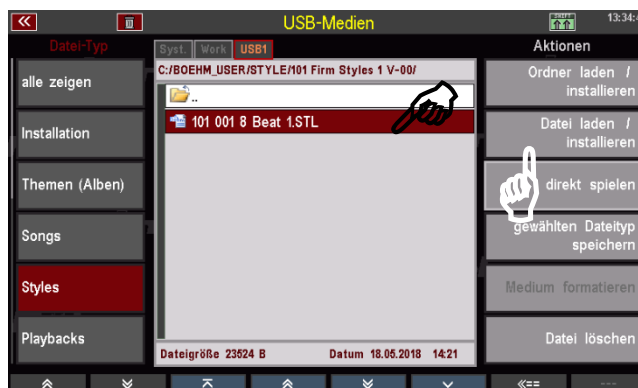 USB-Medien
13:34:4
Datei-Typ
Syst. Work USB1
Aktionen
C:/BOEHM_USER/STYLE/101 Firm Styles 1 V-00/
alle zeigen
..
Ordner laden /
installieren
101 001 8 Beat 1.STL
Installation
Datei laden /
installieren
Themen (Alben)
direkt spielen
Songs
gewählten Dateityp
speichern
Styles
Medium formatieren
Playbacks
Datei löschen
Dateigröße 23524 B
Datum 18.05.2018 14:21
«==
---